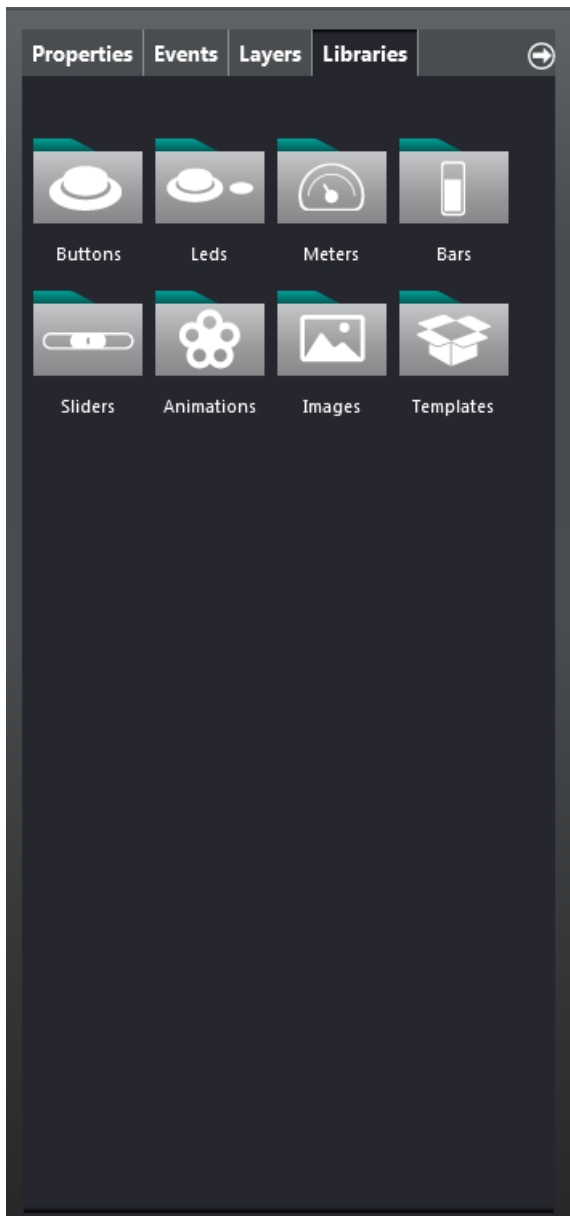 Properties Events Layers Libraries
Buttons Leds Meters Bars
Sliders Animations Images Templates